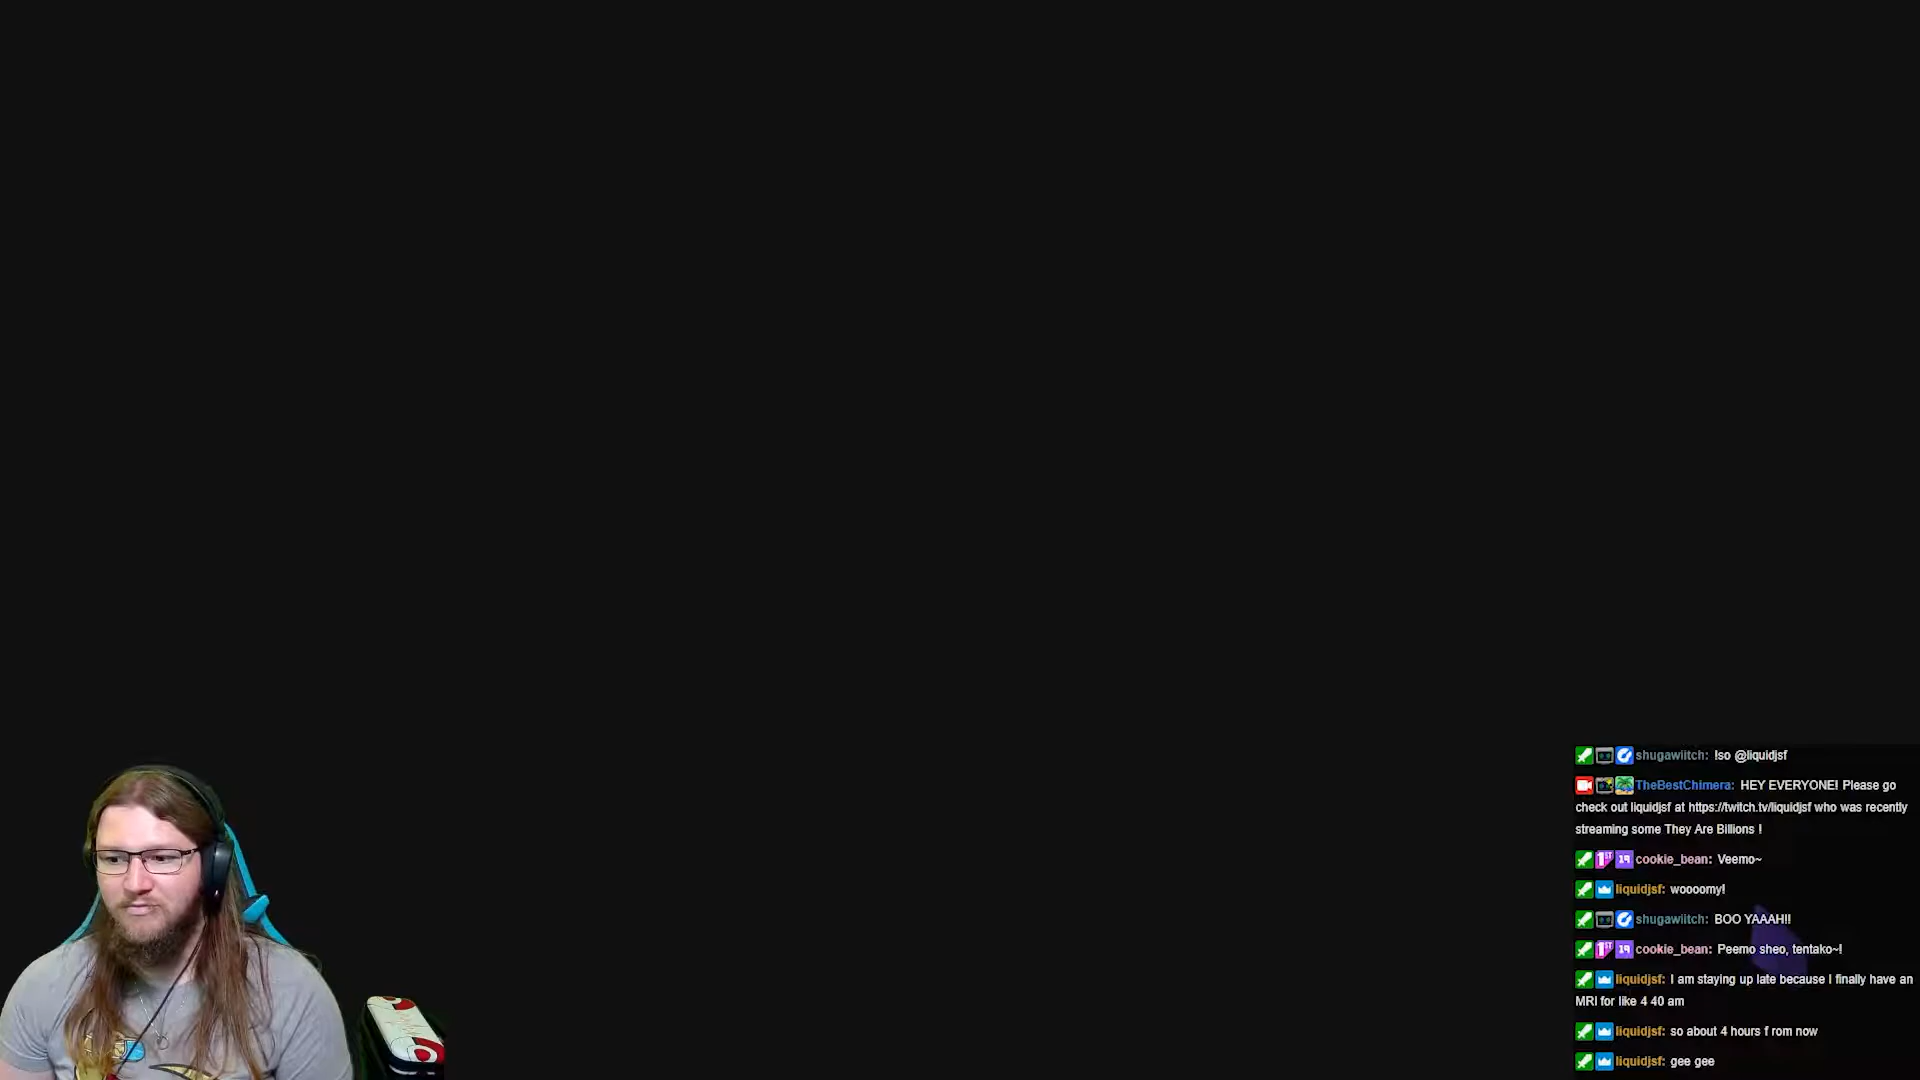 shugawiitch: !so @liquidjsf
TheBestChimera: HEY EVERYONE! Please go
check out liquidjsf at https://twitch.tv/liquidjsf who was recently
streaming some They Are Billions !
cookie_bean: Veemo~
liquidjsf: woooomy!
shugawiitch: BOO YAAAH!!
cookie_bean: Peemo sheo, tentako~!
liquidjsf: I am staying up late because I finally have an
MRI for like 4 40 am
liquidjsf: so about 4 hours f rom now
liquidjsf: gee gee